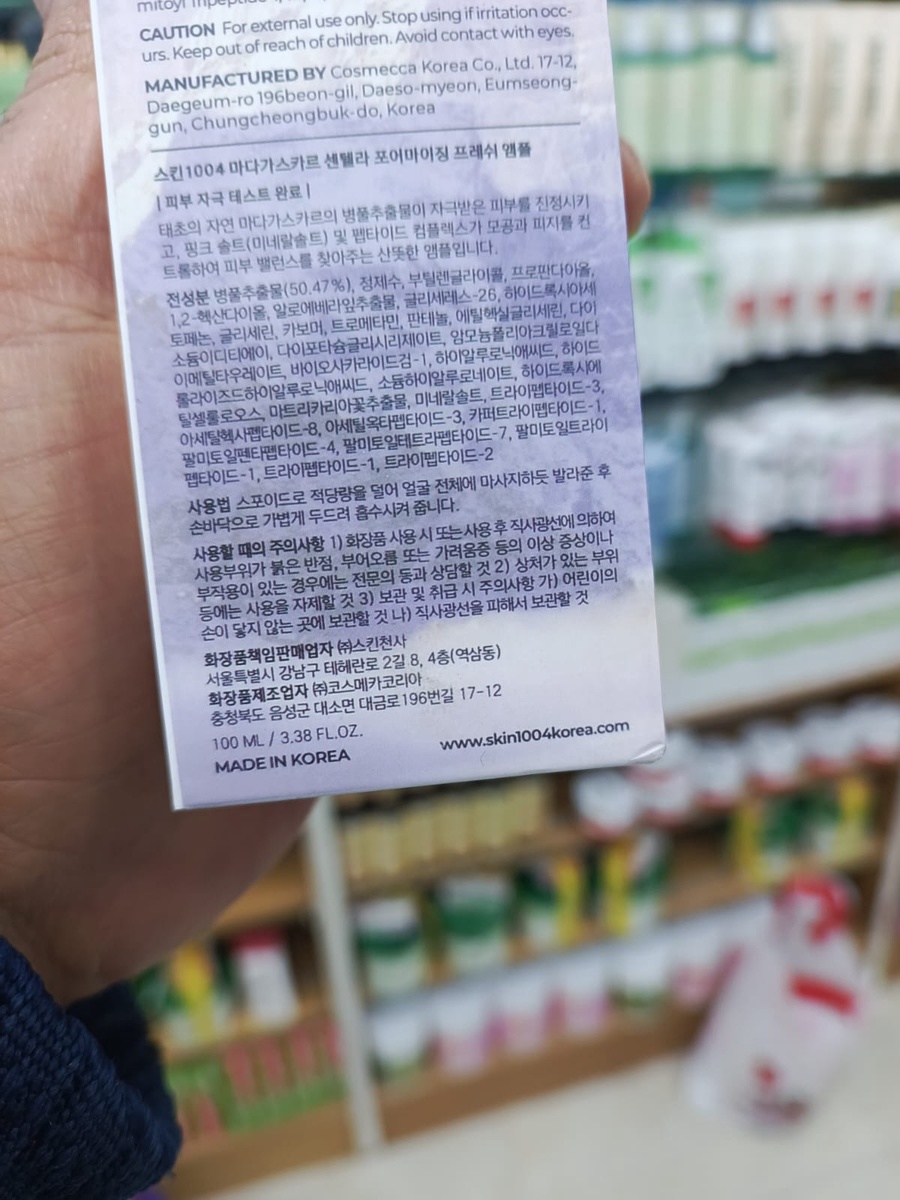 CAUTION For external use only. Stop using if irritation occ-
urs. Keep out of reach of children. Avoid contact with eyes.
MANUFACTURED BY Cosmecca Korea Co., Ltd. 17-12,
Daegeum-ro 196beon-gil, Daeso-myeon, Eumseong-
gun, Chungcheongbuk-do, Korea
스킨1004 마다가스카르 센텔라 포어마이징 프레쉬 앰플
| 피부 자극 테스트 완료 |
태초의 자연 마다가스카르의 병풀추출물이 자극받은 피부를 진정시키
고, 핑크 솔트(미네랄솔트) 및 펩타이드 컴플렉스가 모공과 피지를 컨
트롤하여 피부 밸런스를 찾아주는 산뜻한 앰플입니다.
전성분 병풀추출물(50.47%), 정제수, 부틸렌글라이콜, 프로판다이올,
1,2-헥산다이올, 알로에베라잎추출물, 글리세레스-26, 하이드록시아세
토페논, 글리세린, 카보머, 트로메타민, 판테놀, 에틸헥실글리세린, 다이
소듐이디티에이, 다이포타슘글리시리제이트, 암모늄폴리아크릴로일다
이메틸타우레이트, 바이오사카라이드검-1, 하이알루로닉애씨드, 하이드
롤라이즈드하이알루로닉애씨드, 소듐하이알루로네이트, 하이드록시에
틸셀룰로오스, 마트리카리아꽃추출물, 미네랄솔트, 트라이펩타이드-3,
아세틸헥사펩타이드-8, 아세틸옥타펩타이드-3, 카퍼트라이펩타이드-1,
팔미토일펜타펩타이드-4, 팔미토일테트라펩타이드-7, 팔미토일트라이
펩타이드-1, 트라이펩타이드-1, 트라이펩타이드-2
사용법 스포이드로 적당량을 덜어 얼굴 전체에 마사지하듯 발라준 후
손바닥으로 가볍게 두드려 흡수시켜 줍니다.
사용할 때의 주의사항 1) 화장품 사용 시 또는 사용 후 직사광선에 의하여
사용부위가 붉은 반점, 부어오름 또는 가려움증 등의 이상 증상이나
부작용이 있는 경우에는 전문의 등과 상담할 것 2) 상처가 있는 부위
등에는 사용을 자제할 것 3) 보관 및 취급 시 주의사항 가) 어린이의
손이 닿지 않는 곳에 보관할 것 나) 직사광선을 피해서 보관할 것
화장품책임판매업자 ㈜스킨천사
서울특별시 강남구 테헤란로 2길 8, 4층(역삼동)
화장품제조업자 ㈜코스메카코리아
충청북도 음성군 대소면 대금로196번길 17-12
100 ML / 3.38 FL.OZ.
www.skin1004korea.com
MADE IN KOREA